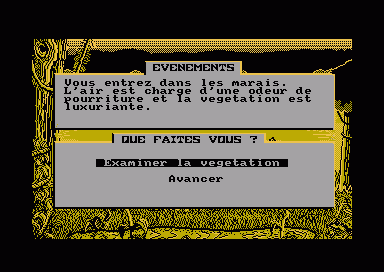 EVENEMENTS
Vous entrez dans les marais.
L'air est charge d'une odeur de
pourriture et la vegetation est
luxuriante.
QUE FAITES VOUS ?
Examiner la vegetation
Avancer